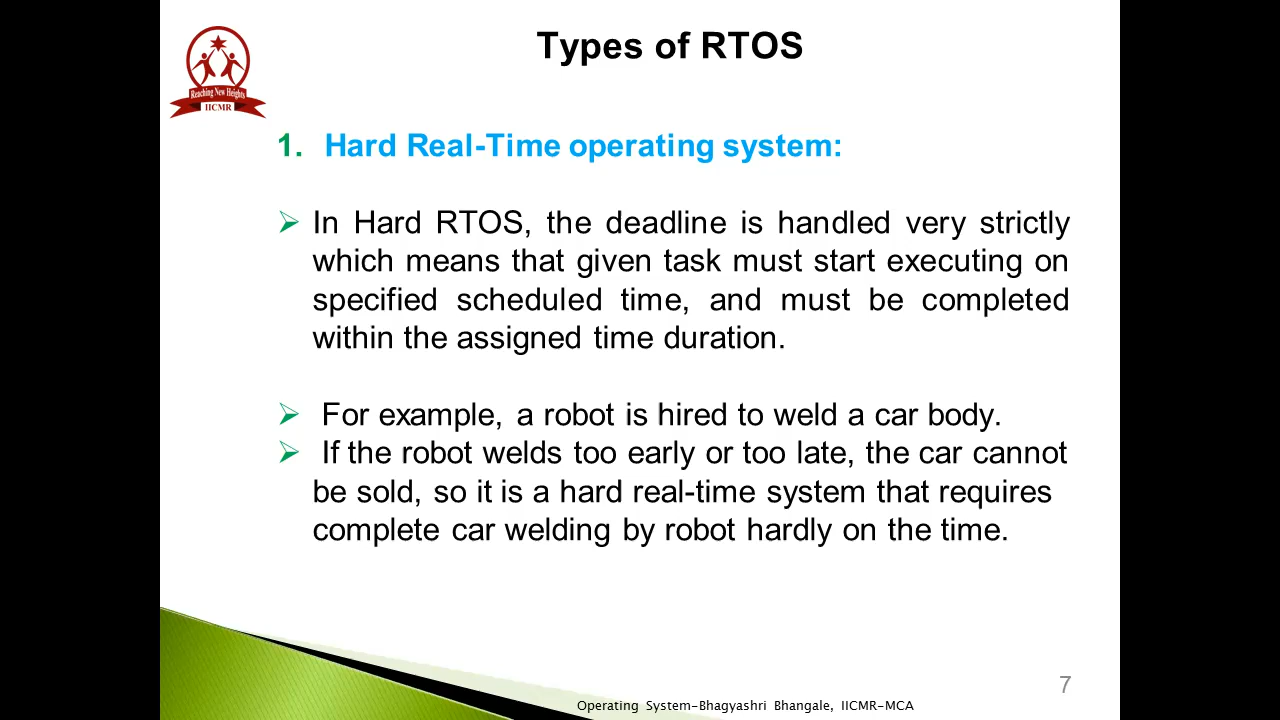 Types of RTOS
Reaching New Heights
IICMR
1. Hard Real-Time operating system:
➢ In Hard RTOS, the deadline is handled very strictly
which means that given task must start executing on
specified scheduled time, and must be completed
within the assigned time duration.
➢ For example, a robot is hired to weld a car body.
➢ If the robot welds too early or too late, the car cannot
be sold, so it is a hard real-time system that requires
complete car welding by robot hardly on the time.
7
Operating System-Bhagyashri Bhangale, IICMR-MCA